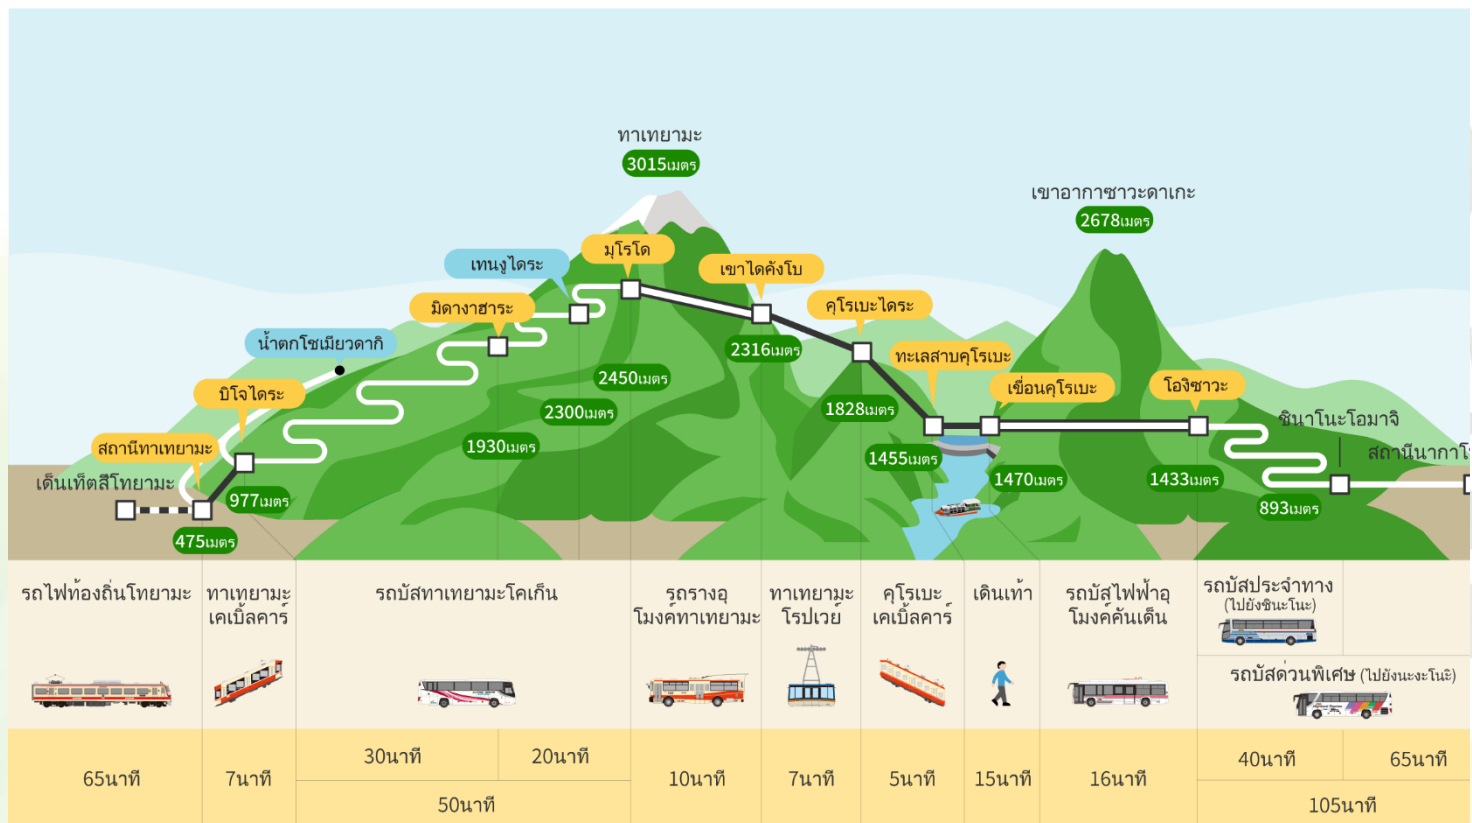 ทาเทยามะ
3015เมตร
เขาอากาซาวะดาเกะ
2678เมตร
มุโรโด
เทนงูไดระ
เขาไดคังโบ
มิดางาฮาระ
คุโรเบะไดระ
น้ำตกโชเมียวดากิ
2316เมตร
ทะเลสาบคุโรเบะ
2450เมตร
บิโจไดระ
เขื่อนคุโรเบะ
โองิซาวะ
2300เมตร
1828เมตร
ชินาโนะโอมาจิ
สถานีทาเทยามะ
1930เมตร
1455เมตร
สถานีนากาโ
เด็นเท็ตสึโทยามะ
977เมตร
1470เมตร
1433เมตร
893เมตร
475เมตร
รถไฟท้องถิ่นโทยามะ
ทาเทยามะ
เคเบิ้ลคาร์
รถบัสทาเทยามะโคเก็น
รถรางอุ
โมงค์ทาเทยามะ
ทาเทยามะ
โรปเวย์
คุโรเบะ
เคเบิ้ลคาร์
เดินเท้า
รถบัสไฟฟ้าอุ
โมงค์คันเด็น
รถบัสประจำทาง
(ไปยังชินะโนะ)
รถบัสด่วนพิเศษ (ไปยังนะงะโนะ)
65นาที
7นาที
30นาที
20นาที
50นาที
10นาที
7นาที
5นาที
15นาที
16นาที
40นาที
65นาที
105นาที